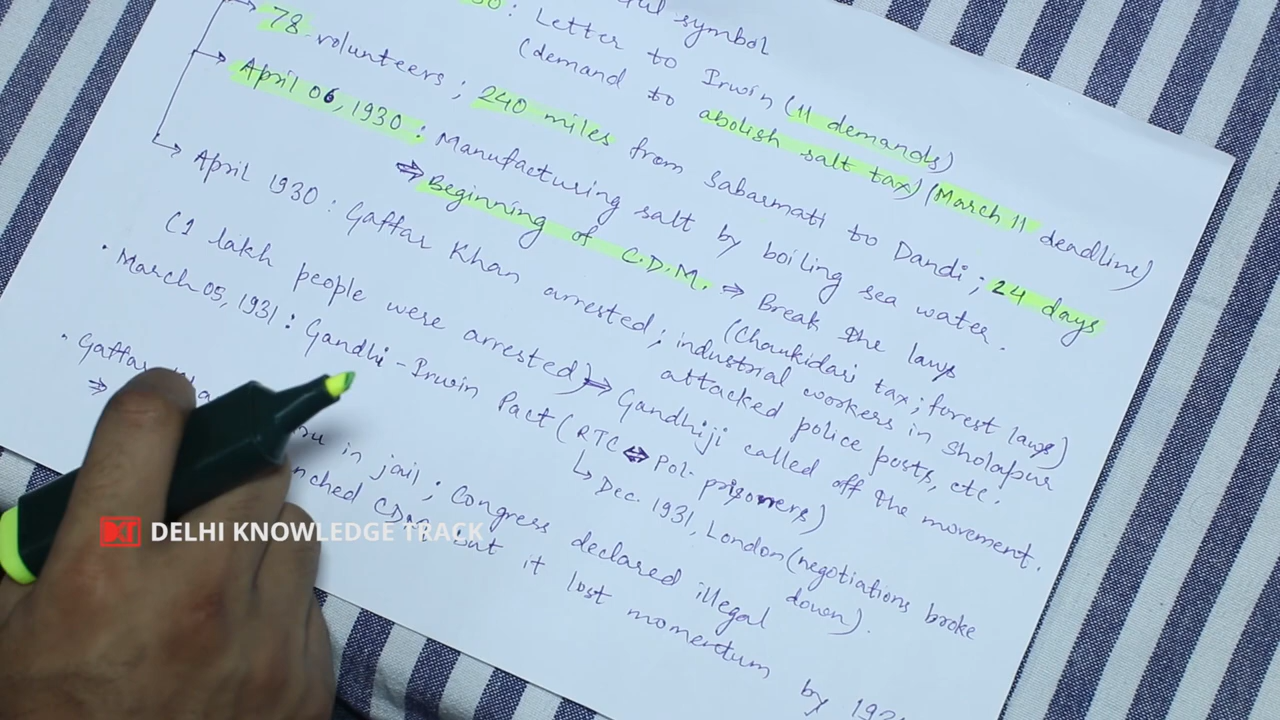 symbol
30 : Letter to Irwin (11 demands)
(demand to abolish salt tax) (March 11 deadline)
78 volunteers ; 240 miles from Sabarmati to Dandi ; 24 days
April 06, 1930 : Manufacturing salt by boiling sea water.
⇒ Beginning of C.D.M. ⇒ Break the laws
(Chaukidari tax ; forest laws)
April 1930 : Gaffar Khan arrested ; industrial workers in Sholapur
attacked police posts, etc.
(1 lakh people were arrested) ⇒ Gandhiji called off the movement.
• March 05, 1931 : Gandhi - Irwin Pact (RTC ⇔ Pol. prisoners)
Dec. 1931, London (negotiations broke
down).
• Gaffar
⇒ in jail ; Congress declared illegal
CDM but it lost momentum by
DKT DELHI KNOWLEDGE TRACK